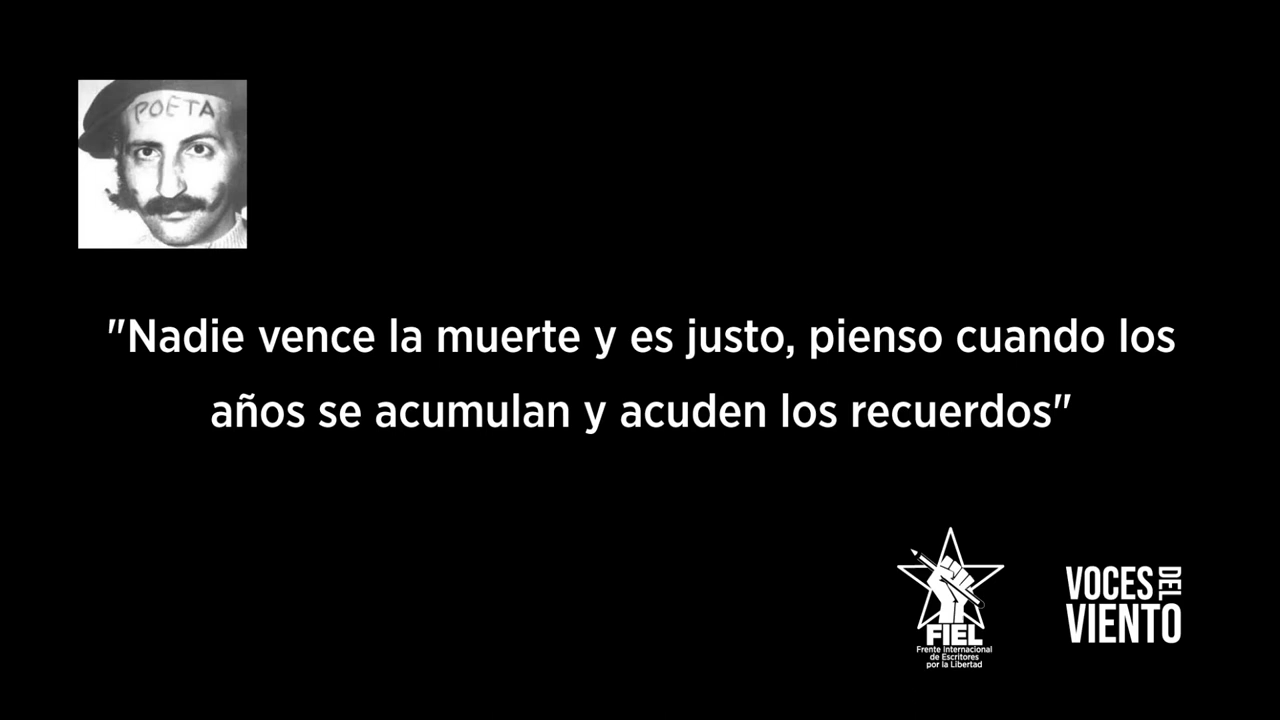 POETA
"Nadie vence la muerte y es justo, pienso cuando los
años se acumulan y acuden los recuerdos"
FIEL
Frente Internacional
de Escritores
por la Libertad
VOCES DEL
VIENTO